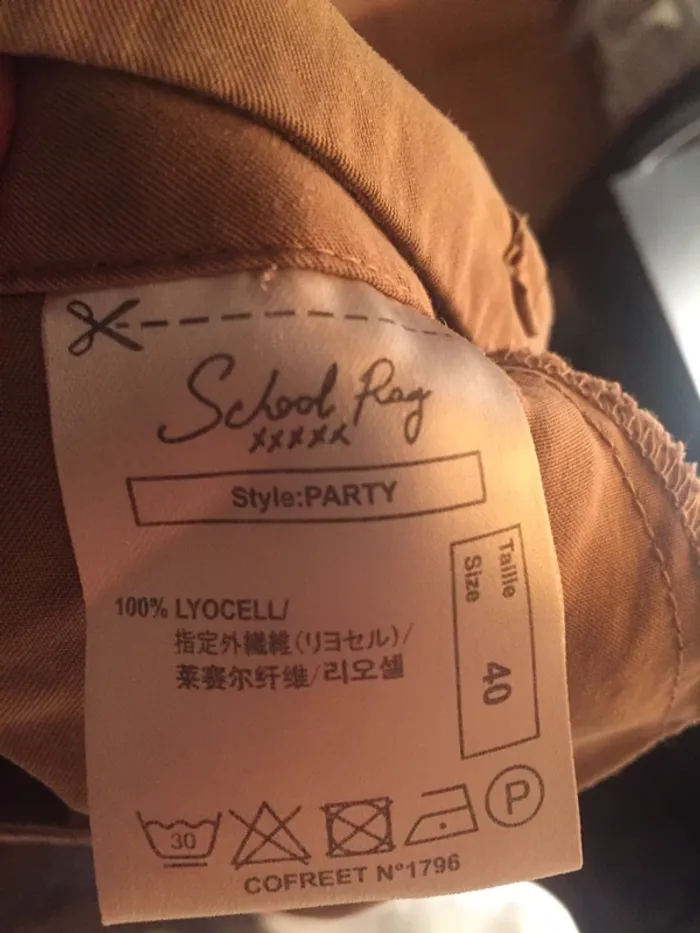 School Rag
xxxxx
Style:PARTY
Taille
Size
40
100% LYOCELL/
指定外繊維(リヨセル)/
莱赛尔纤维/리오셀
30
P
COFREET N°1796